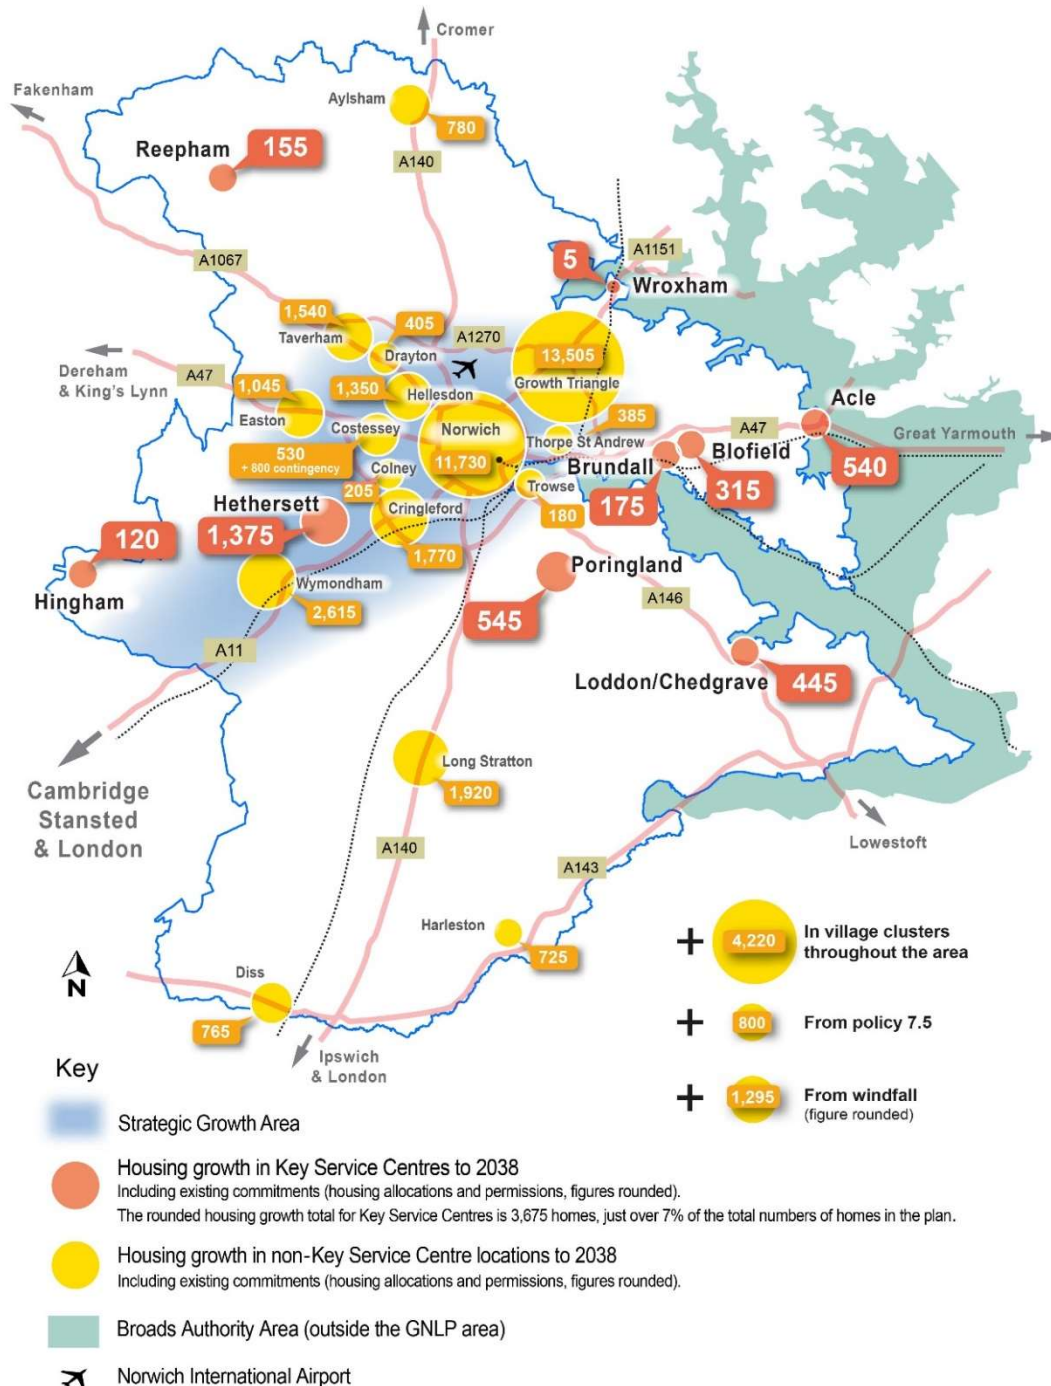 Cromer
Fakenham
Aylsham
780
Reepham
155
A140
A1067
5
A1151
Wroxham
1,540
405
Taverham
A1270
Drayton
13,505
Dereham
& King's Lynn
A47
1,045
1,350
Hellesdon
Growth Triangle
Easton
Costessey
Norwich
385
Acle
530
+ 800 contingency
11,730
Thorpe St Andrew
A47
Great Yarmouth
Colney
Brundall
Blofield
540
205
Trowse
Hethersett
Cringleford
180
175
315
120
1,375
1,770
Hingham
Wymondham
Poringland
2,615
545
A146
A11
Loddon/Chedgrave
445
Cambridge
Stansted
& London
Long Stratton
1,920
A140
Lowestoft
A143
Harleston
725
+ 4,220 In village clusters
throughout the area
N
Diss
765
+ 800 From policy 7.5
Ipswich
& London
+ 1,295 From windfall
(figure rounded)
Key
Strategic Growth Area
Housing growth in Key Service Centres to 2038
Including existing commitments (housing allocations and permissions, figures rounded).
The rounded housing growth total for Key Service Centres is 3,675 homes, just over 7% of the total numbers of homes in the plan.
Housing growth in non-Key Service Centre locations to 2038
Including existing commitments (housing allocations and permissions, figures rounded).
Broads Authority Area (outside the GNLP area)
Norwich International Airport